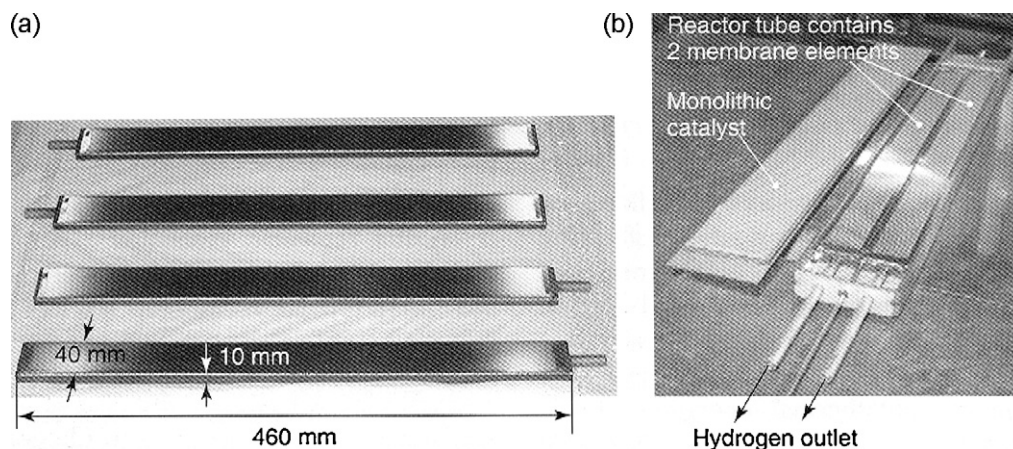 (a)
40 mm
10 mm
460 mm
(b)
Reactor tube contains
2 membrane elements
Monolithic
catalyst
Hydrogen outlet